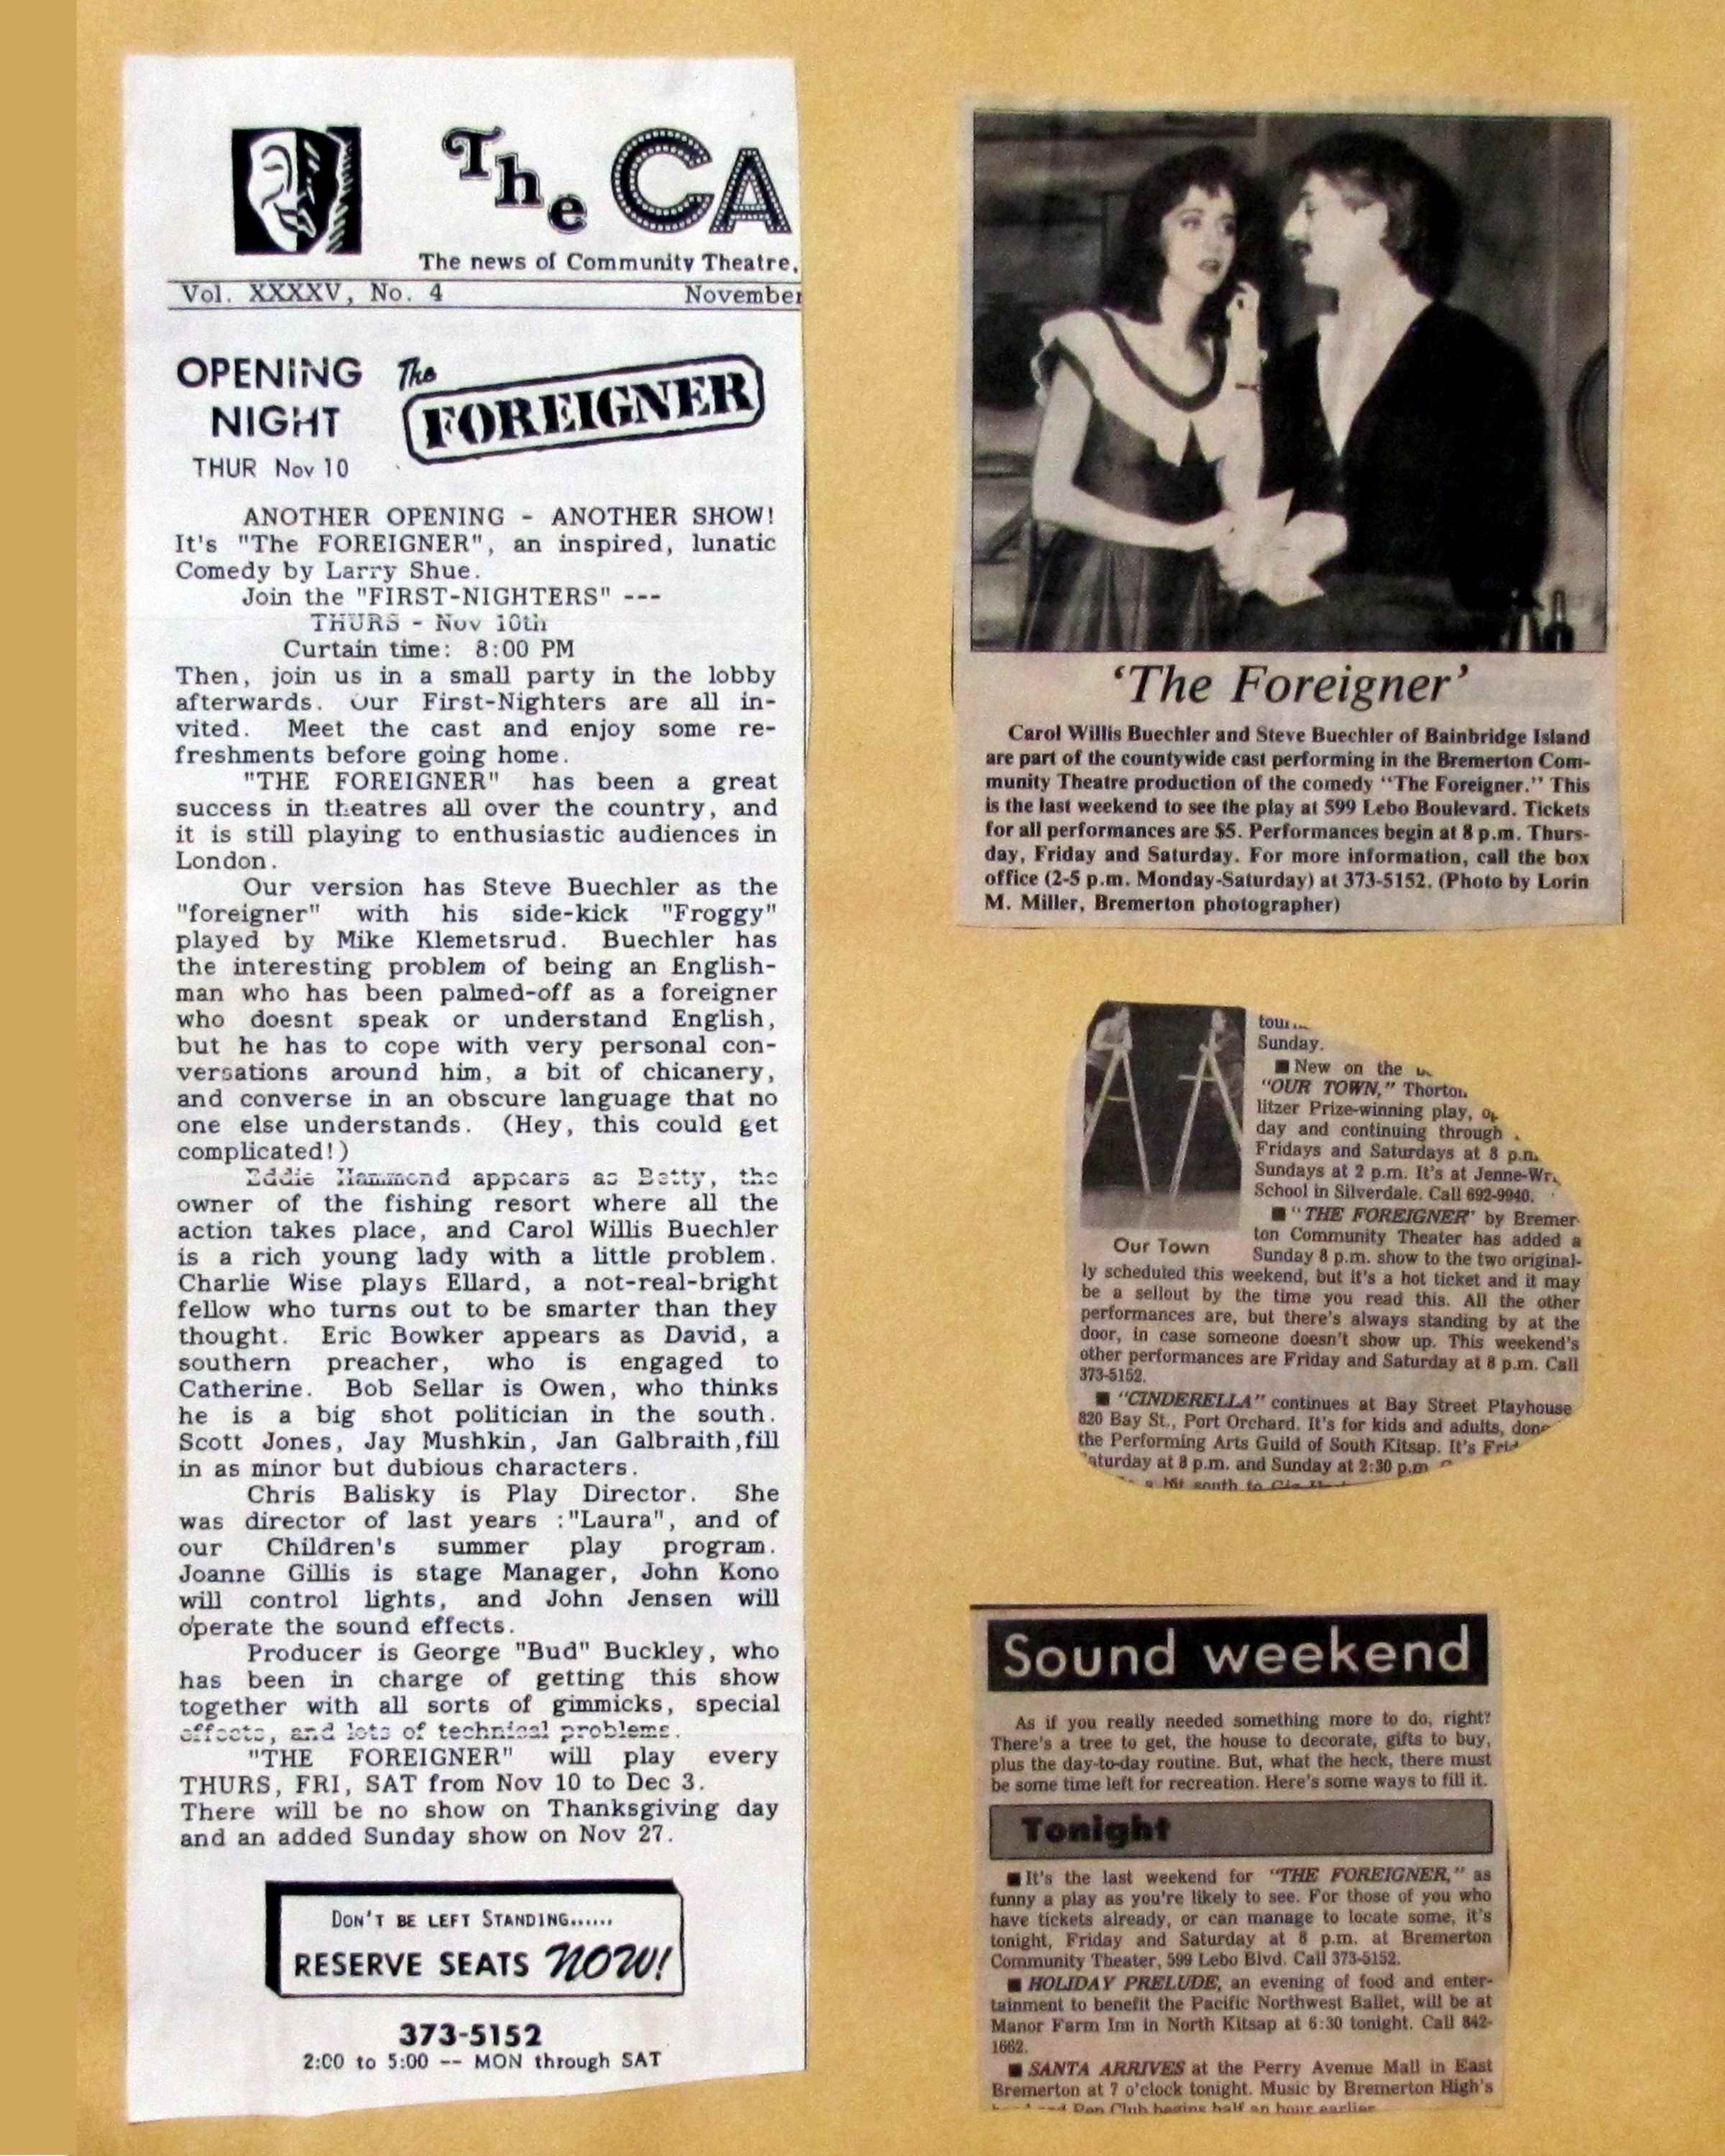 The CA
The news of Community Theatre,
Vol. XXXXV, No. 4 November
OPENING
NIGHT
THUR Nov 10
The
FOREIGNER
ANOTHER OPENING - ANOTHER SHOW!
It's "The FOREIGNER", an inspired, lunatic
Comedy by Larry Shue.
Join the "FIRST-NIGHTERS" ---
THURS - Nov 10th
Curtain time: 8:00 PM
Then, join us in a small party in the lobby
afterwards. Our First-Nighters are all in-
vited. Meet the cast and enjoy some re-
freshments before going home.
"THE FOREIGNER" has been a great
success in theatres all over the country, and
it is still playing to enthusiastic audiences in
London.
Our version has Steve Buechler as the
"foreigner" with his side-kick "Froggy"
played by Mike Klemetsrud. Buechler has
the interesting problem of being an English-
man who has been palmed-off as a foreigner
who doesnt speak or understand English,
but he has to cope with very personal con-
versations around him, a bit of chicanery,
and converse in an obscure language that no
one else understands. (Hey, this could get
complicated!)
Eddie Hammond appears as Betty, the
owner of the fishing resort where all the
action takes place, and Carol Willis Buechler
is a rich young lady with a little problem.
Charlie Wise plays Ellard, a not-real-bright
fellow who turns out to be smarter than they
thought. Eric Bowker appears as David, a
southern preacher, who is engaged to
Catherine. Bob Sellar is Owen, who thinks
he is a big shot politician in the south.
Scott Jones, Jay Mushkin, Jan Galbraith,fill
in as minor but dubious characters.
Chris Balisky is Play Director. She
was director of last years :"Laura", and of
our Children's summer play program.
Joanne Gillis is stage Manager, John Kono
will control lights, and John Jensen will
operate the sound effects.
Producer is George "Bud" Buckley, who
has been in charge of getting this show
together with all sorts of gimmicks, special
effects, and lots of technical problems.
"THE FOREIGNER" will play every
THURS, FRI, SAT from Nov 10 to Dec 3.
There will be no show on Thanksgiving day
and an added Sunday show on Nov 27.
DON'T BE LEFT STANDING......
RESERVE SEATS NOW!
373-5152
2:00 to 5:00 -- MON through SAT
'The Foreigner'
Carol Willis Buechler and Steve Buechler of Bainbridge Island
are part of the countywide cast performing in the Bremerton Com-
munity Theatre production of the comedy "The Foreigner." This
is the last weekend to see the play at 599 Lebo Boulevard. Tickets
for all performances are $5. Performances begin at 8 p.m. Thurs-
day, Friday and Saturday. For more information, call the box
office (2-5 p.m. Monday-Saturday) at 373-5152. (Photo by Lorin
M. Miller, Bremerton photographer)
Our Town
Sunday.
■ New on the
"OUR TOWN," Thorton
litzer Prize-winning play,
day and continuing through
Fridays and Saturdays at 8 p.m.
Sundays at 2 p.m. It's at Jenne-Wr
School in Silverdale. Call 692-9940.
■ "THE FOREIGNER' by Bremer-
ton Community Theater has added a
Sunday 8 p.m. show to the two original-
ly scheduled this weekend, but it's a hot ticket and it may
be a sellout by the time you read this. All the other
performances are, but there's always standing by at the
door, in case someone doesn't show up. This weekend's
other performances are Friday and Saturday at 8 p.m. Call
373-5152.
■ "CINDERELLA" continues at Bay Street Playhouse
820 Bay St., Port Orchard. It's for kids and adults, done
the Performing Arts Guild of South Kitsap. It's Frid
aturday at 8 p.m. and Sunday at 2:30 p.m
a bit south to Gig
Sound weekend
As if you really needed something more to do, right?
There's a tree to get, the house to decorate, gifts to buy,
plus the day-to-day routine. But, what the heck, there must
be some time left for recreation. Here's some ways to fill it.
Tonight
■ It's the last weekend for "THE FOREIGNER," as
funny a play as you're likely to see. For those of you who
have tickets already, or can manage to locate some, it's
tonight, Friday and Saturday at 8 p.m. at Bremerton
Community Theater, 599 Lebo Blvd. Call 373-5152.
■ HOLIDAY PRELUDE, an evening of food and enter-
tainment to benefit the Pacific Northwest Ballet, will be at
Manor Farm Inn in North Kitsap at 6:30 tonight. Call 842-
1662.
■ SANTA ARRIVES at the Perry Avenue Mall in East
Bremerton at 7 o'clock tonight. Music by Bremerton High's
band and Pep Club begins half an hour earlier